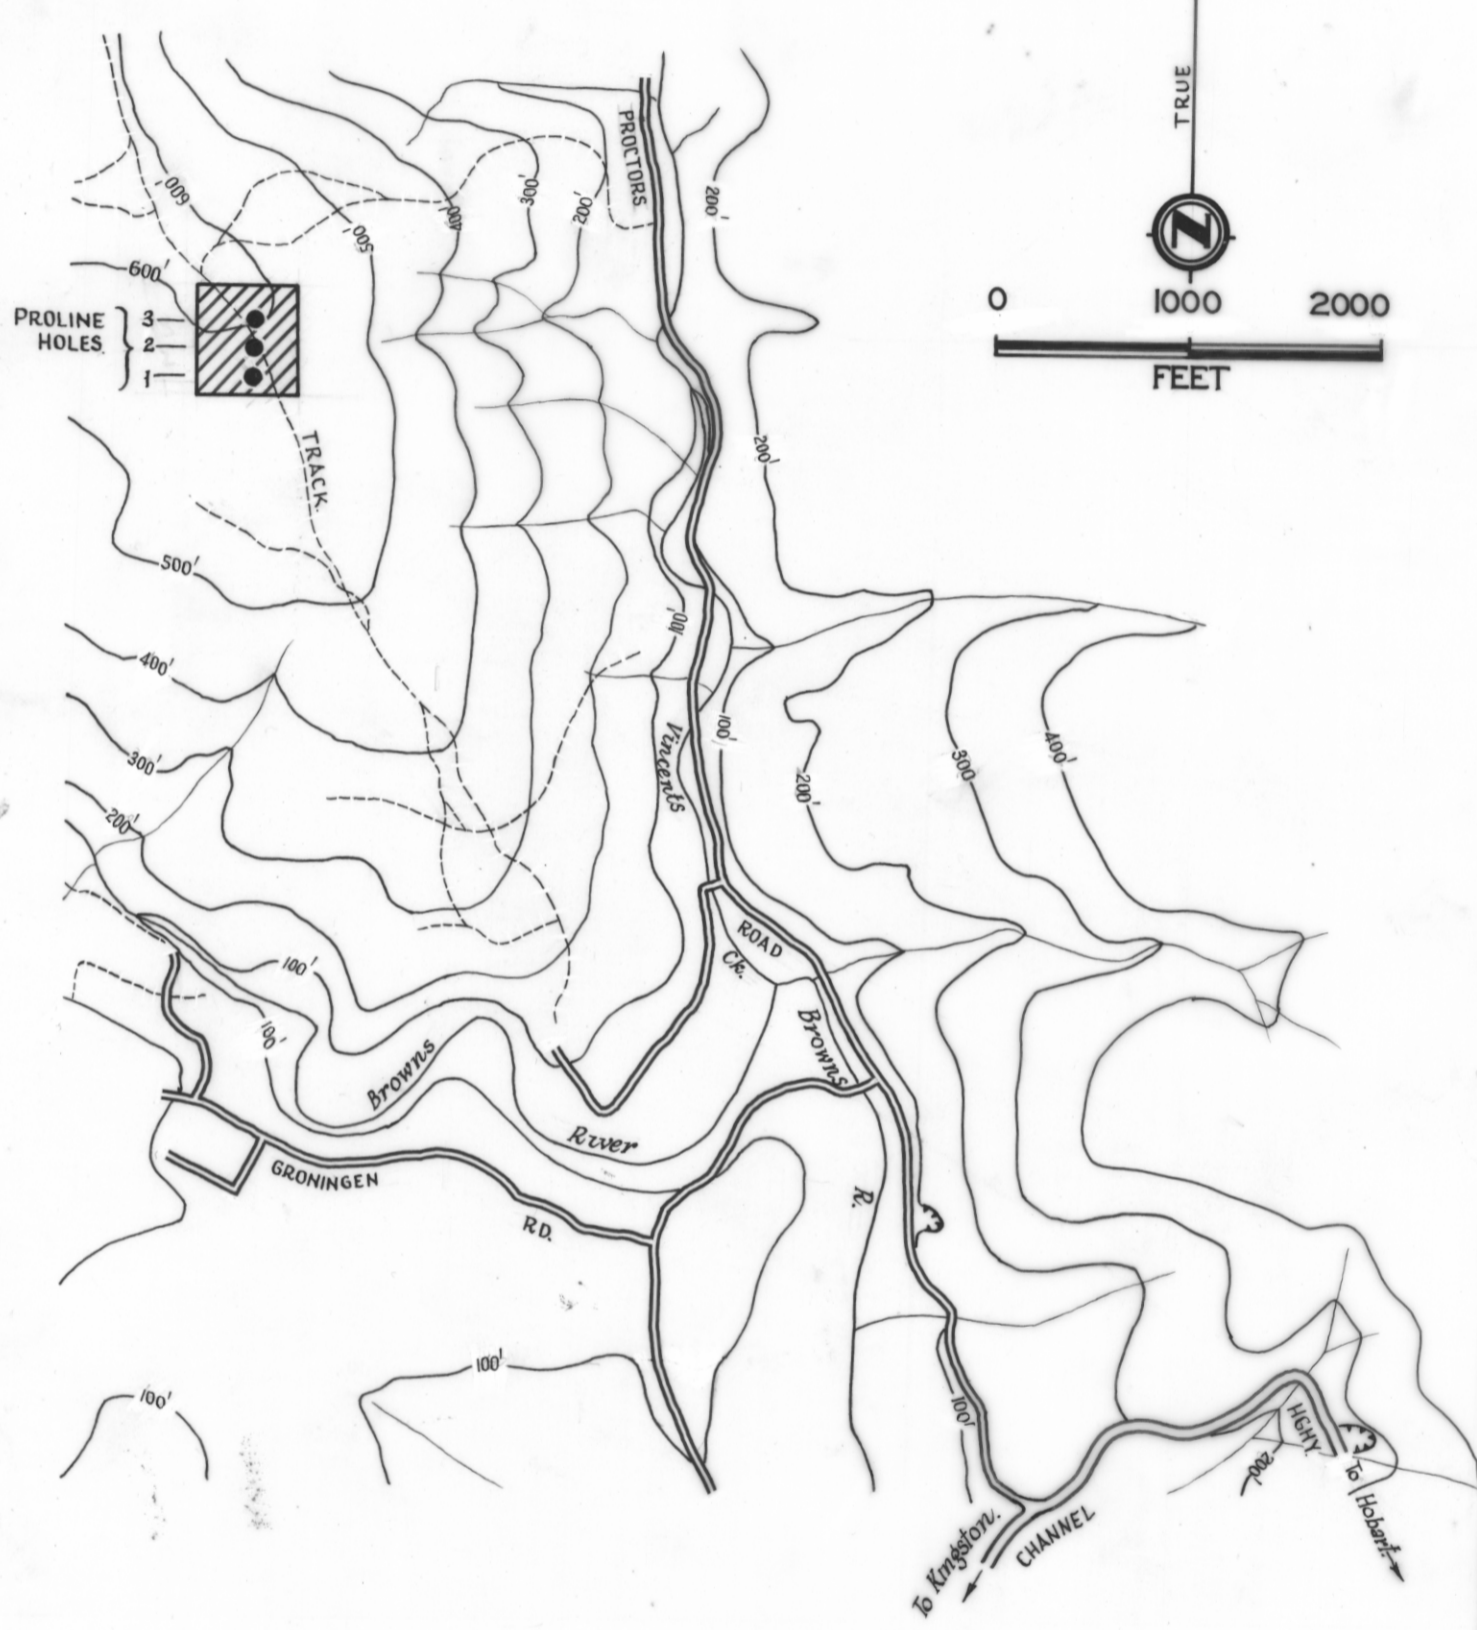 TRUE
N
0 1000 2000
FEET
PROCTORS
200'
300'
200'
400'
500'
600
600'
PROLINE
HOLES.
3
2
1
TRACK.
200'
500'
100'
400'
300'
200'
Vincents
100'
200'
300
400'
ROAD
Ck.
100'
100'
Browns
River
Browns
R.
GRONINGEN
RD.
100'
100'
100'
HGHY.
200'
To Hobart.
To Kingston.
CHANNEL